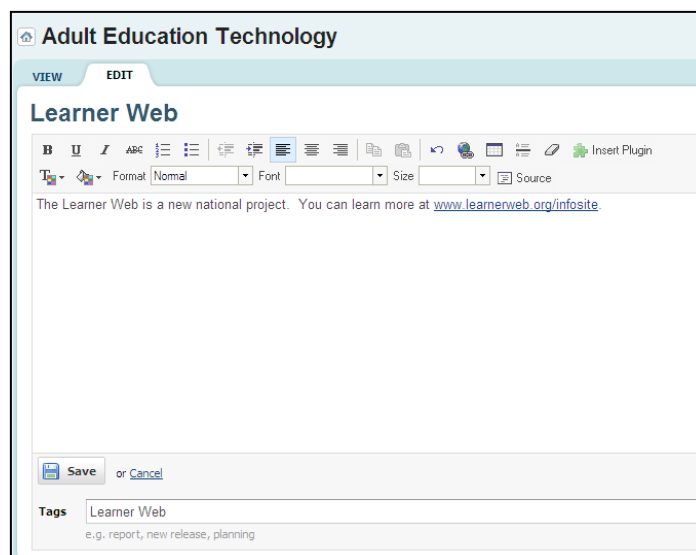 Adult Education Technology
VIEW EDIT
Learner Web
B U I ABC Insert Plugin
Format Normal Font Size Source
The Learner Web is a new national project. You can learn more at www.learnerweb.org/infosite.
Save or Cancel
Tags Learner Web
e.g. report, new release, planning